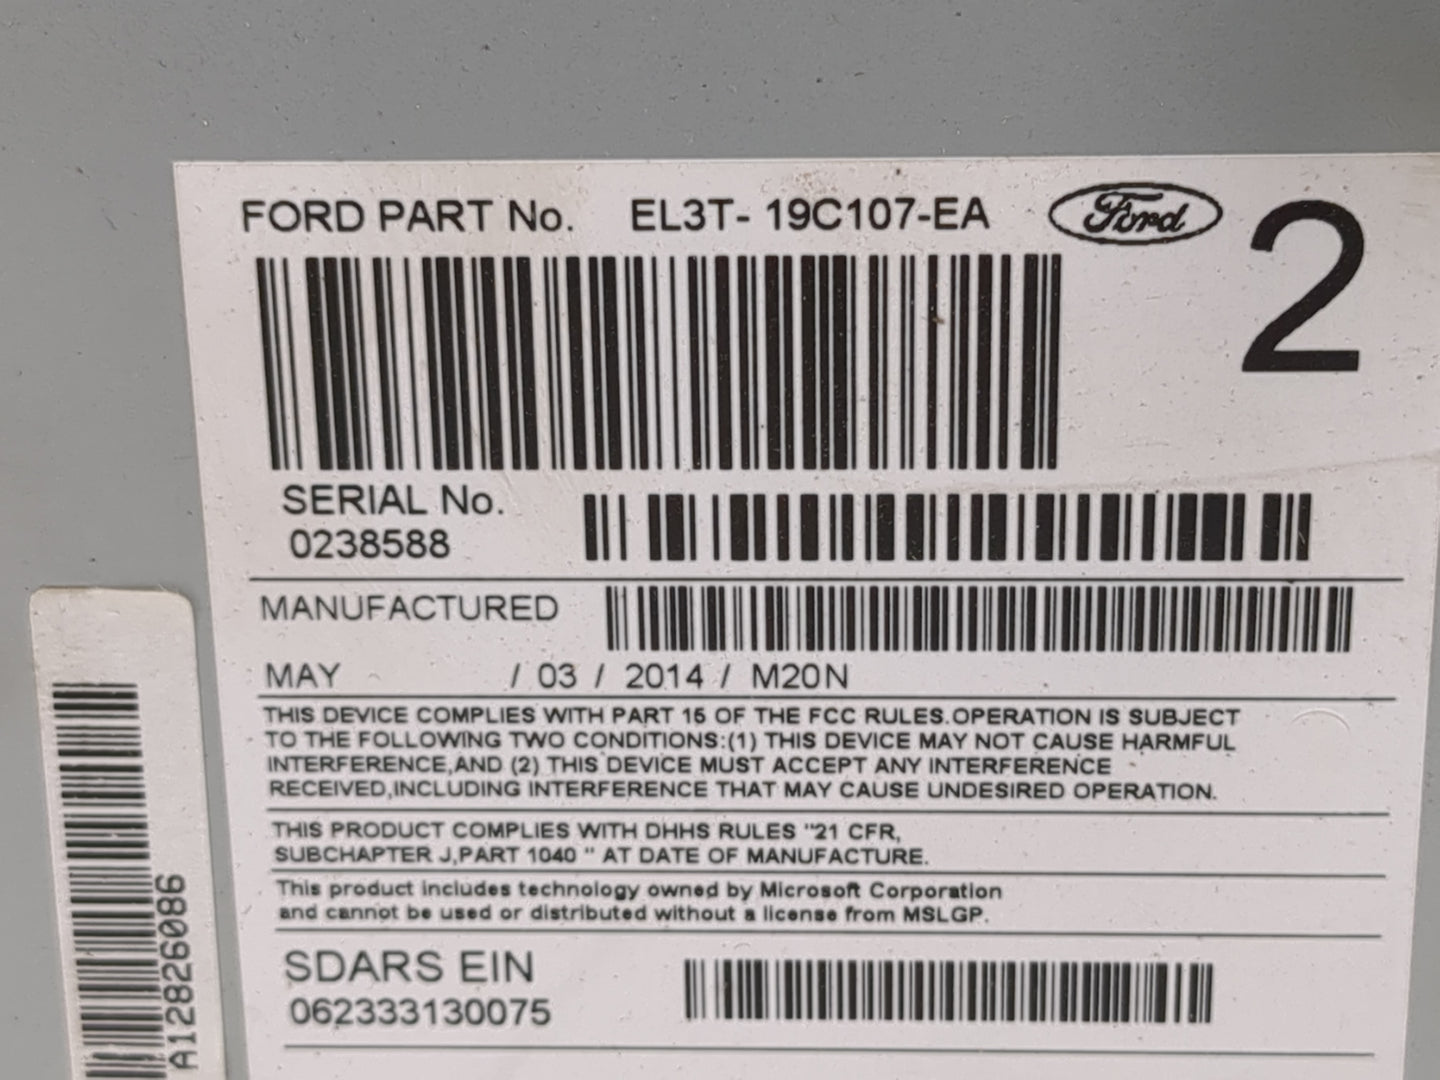 FORD PART No. EL3T- 19C107-EA Ford 2
SERIAL No.
0238588
MANUFACTURED
MAY / 03 / 2014 / M20N
THIS DEVICE COMPLIES WITH PART 15 OF THE FCC RULES.OPERATION IS SUBJECT
TO THE FOLLOWING TWO CONDITIONS:(1) THIS DEVICE MAY NOT CAUSE HARMFUL
INTERFERENCE,AND (2) THIS DEVICE MUST ACCEPT ANY INTERFERENCE
RECEIVED,INCLUDING INTERFERENCE THAT MAY CAUSE UNDESIRED OPERATION.
THIS PRODUCT COMPLIES WITH DHHS RULES "21 CFR,
SUBCHAPTER J,PART 1040 " AT DATE OF MANUFACTURE.
This product includes technology owned by Microsoft Corporation
and cannot be used or distributed without a license from MSLGP.
SDARS EIN
062333130075
A12826086